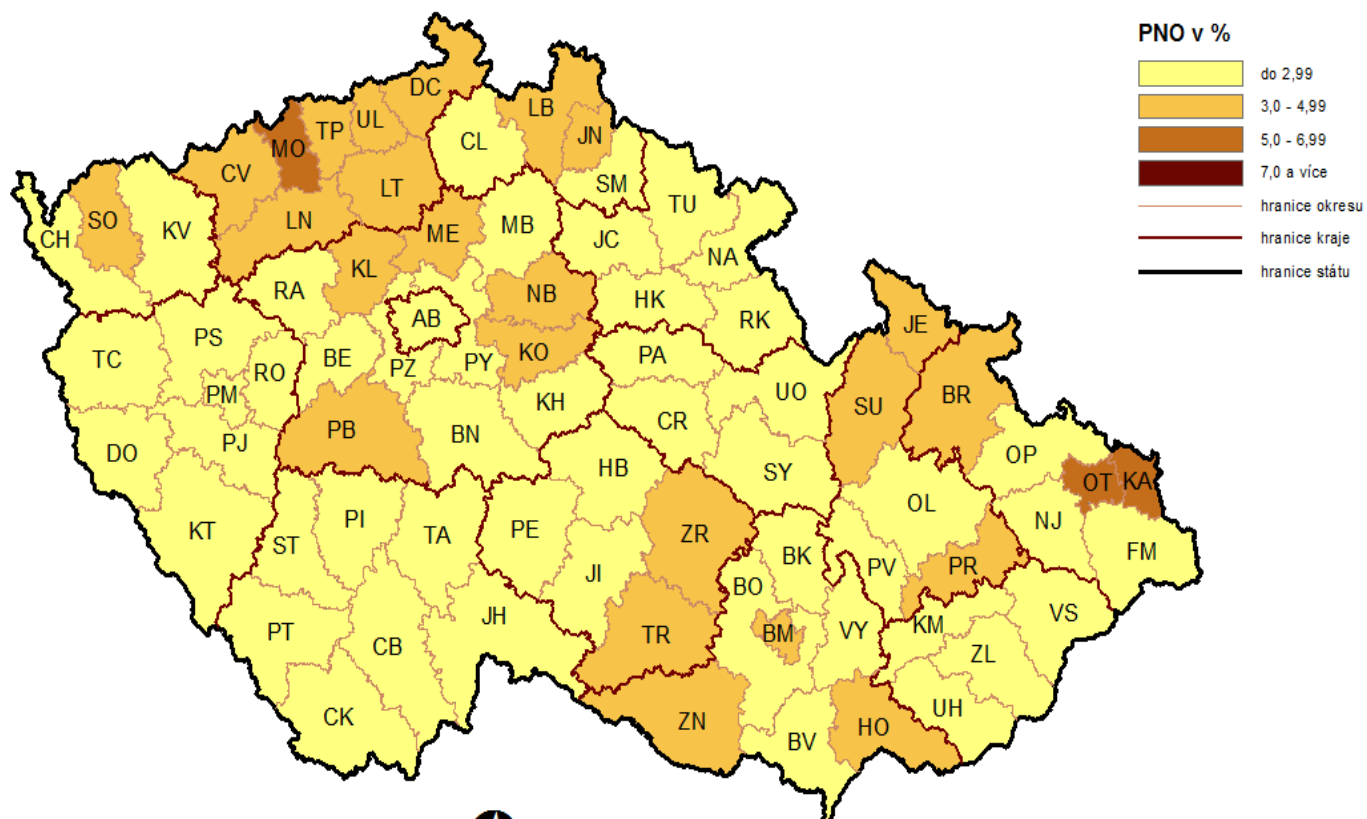 PNO v %
do 2,99
3,0 - 4,99
5,0 - 6,99
7,0 a více
hranice okresu
hranice kraje
hranice státu
DC
LB
UL
TP
JN
CL
MO
CV
LT
SM
TU
SO
LN
KV
CH
ME
MB
JC
NA
KL
RA
NB
HK
AB
RK
JE
PS
TC
BE
KO
PA
RO
PZ
PY
PM
UO
BR
SU
KH
CR
PB
BN
PJ
DO
OP
HB
SY
OT
KA
OL
PI
NJ
KT
TA
PE
ZR
ST
FM
BK
PV
PR
JI
BO
VS
JH
KM
PT
TR
BM
VY
CB
ZL
UH
CK
ZN
HO
BV